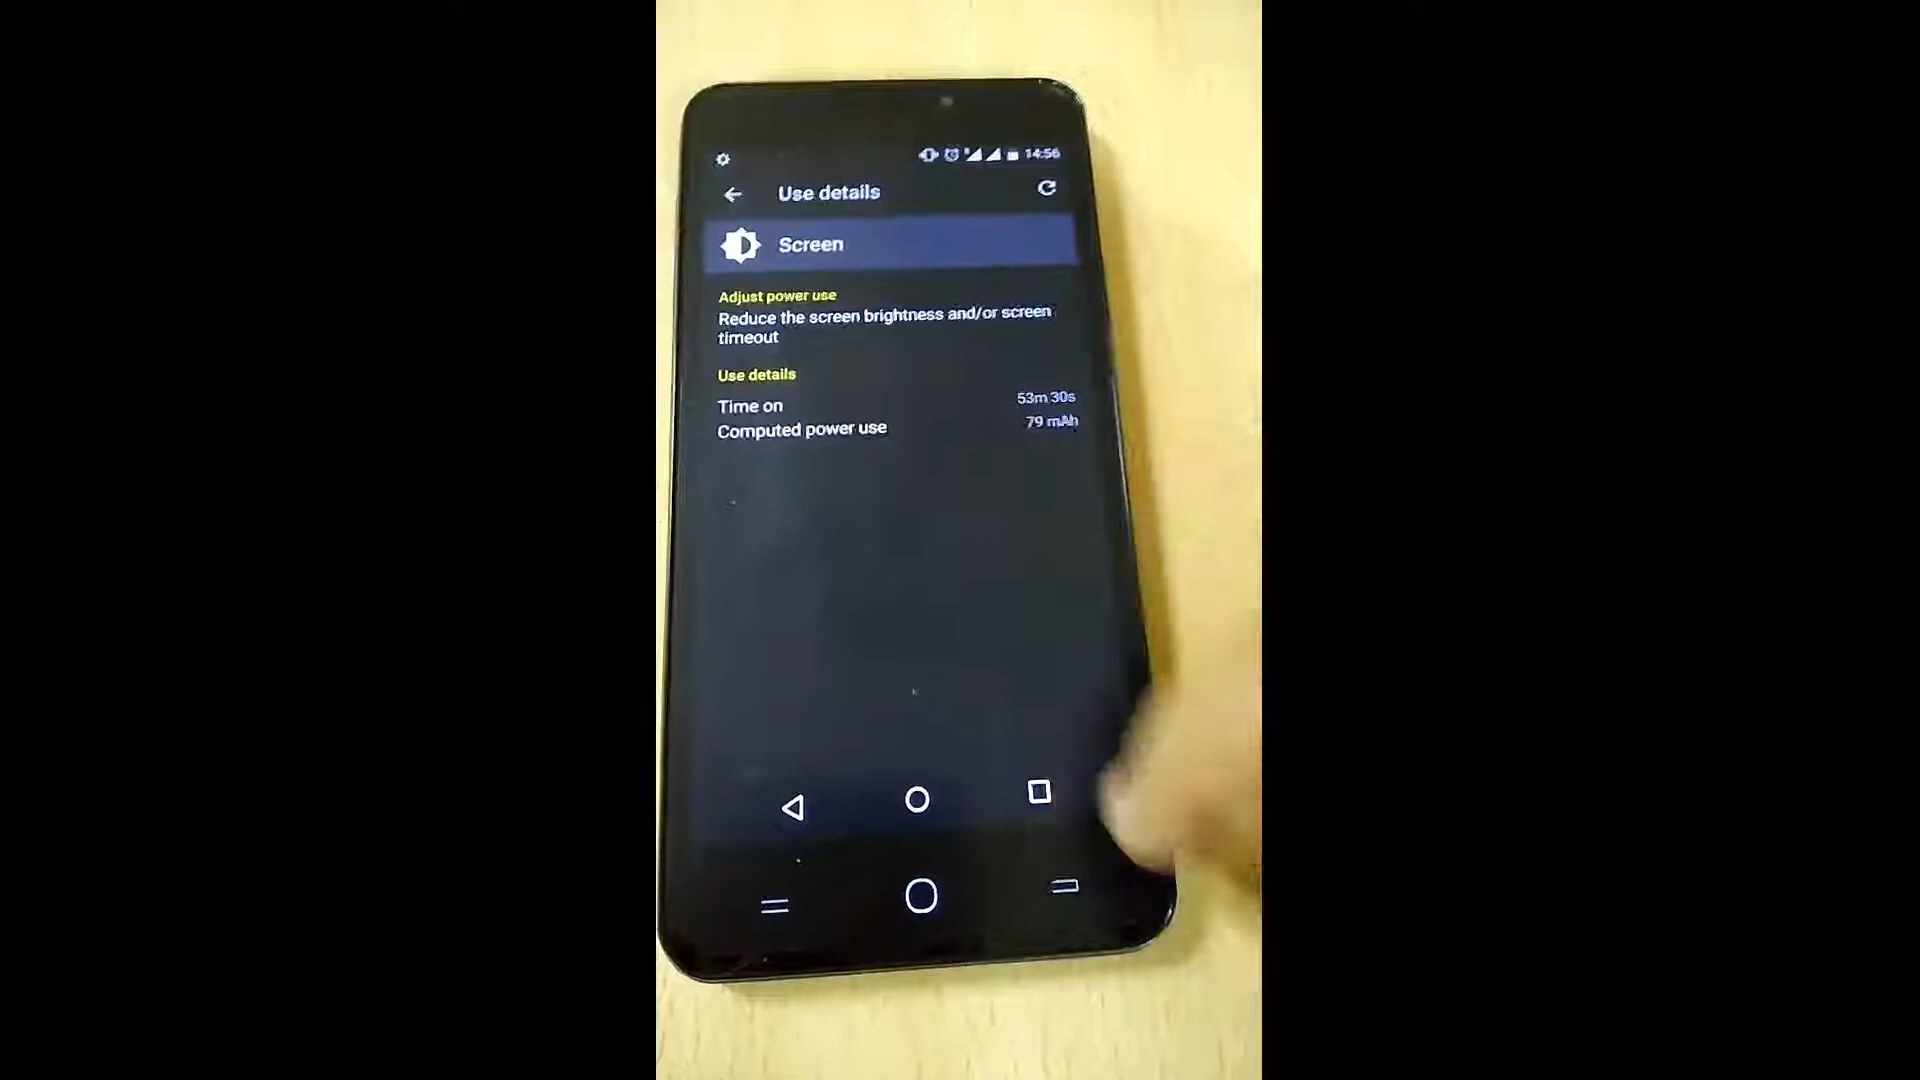 14:56
Use details
Screen
Adjust power use
Reduce the screen brightness and/or screen
timeout
Use details
Time on 53m 30s
Computed power use 79 mAh